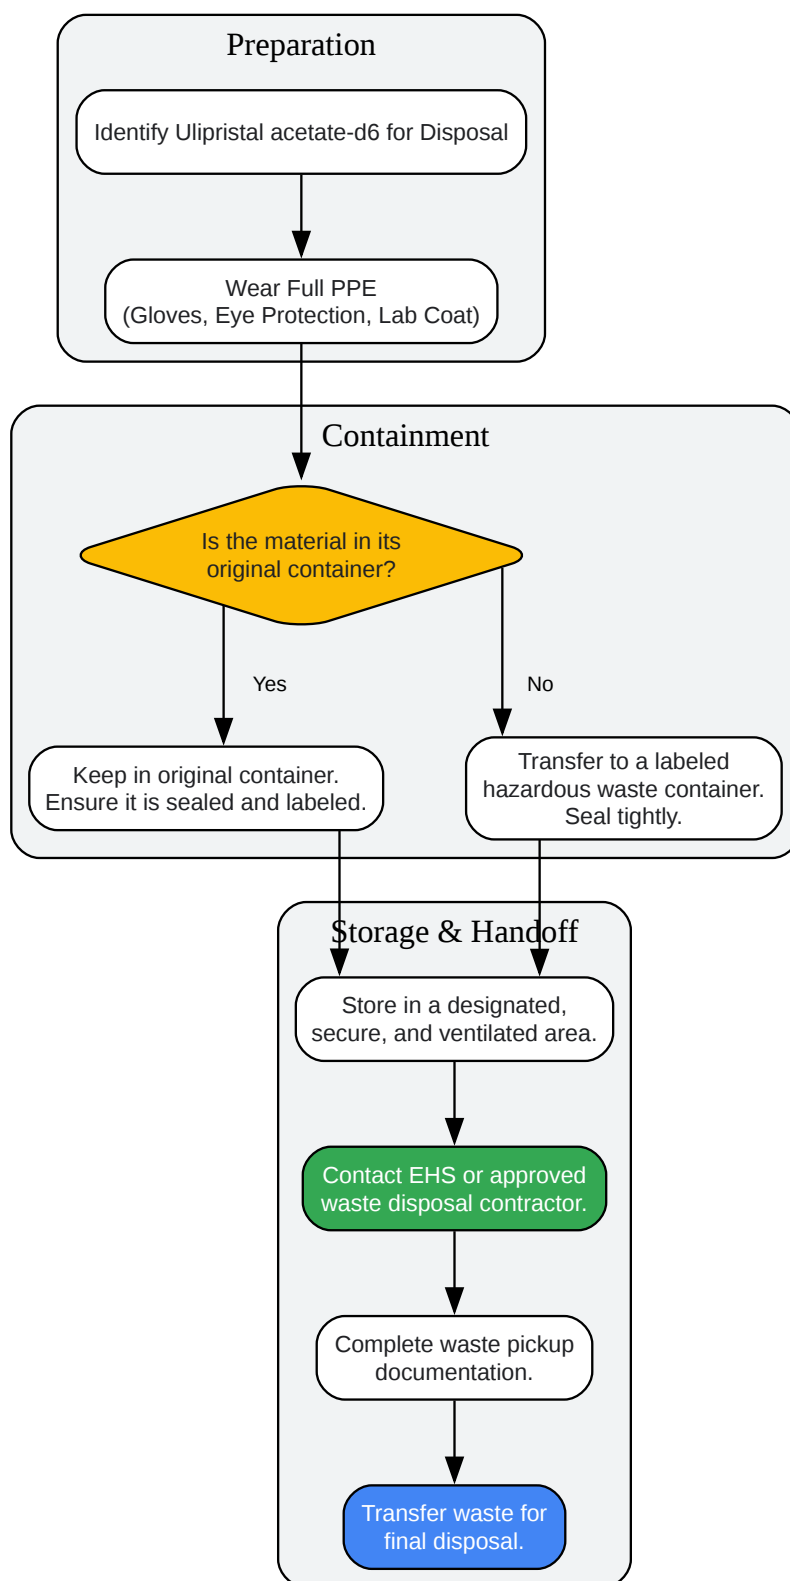 Preparation
Identify Ulipristal acetate-d6 for Disposal
Wear Full PPE
(Gloves, Eye Protection, Lab Coat)
Containment
Is the material in its
original container?
Yes
No
Keep in original container.
Ensure it is sealed and labeled.
Transfer to a labeled
hazardous waste container.
Seal tightly.
Storage & Handoff
Store in a designated,
secure, and ventilated area.
Contact EHS or approved
waste disposal contractor.
Complete waste pickup
documentation.
Transfer waste for
final disposal.